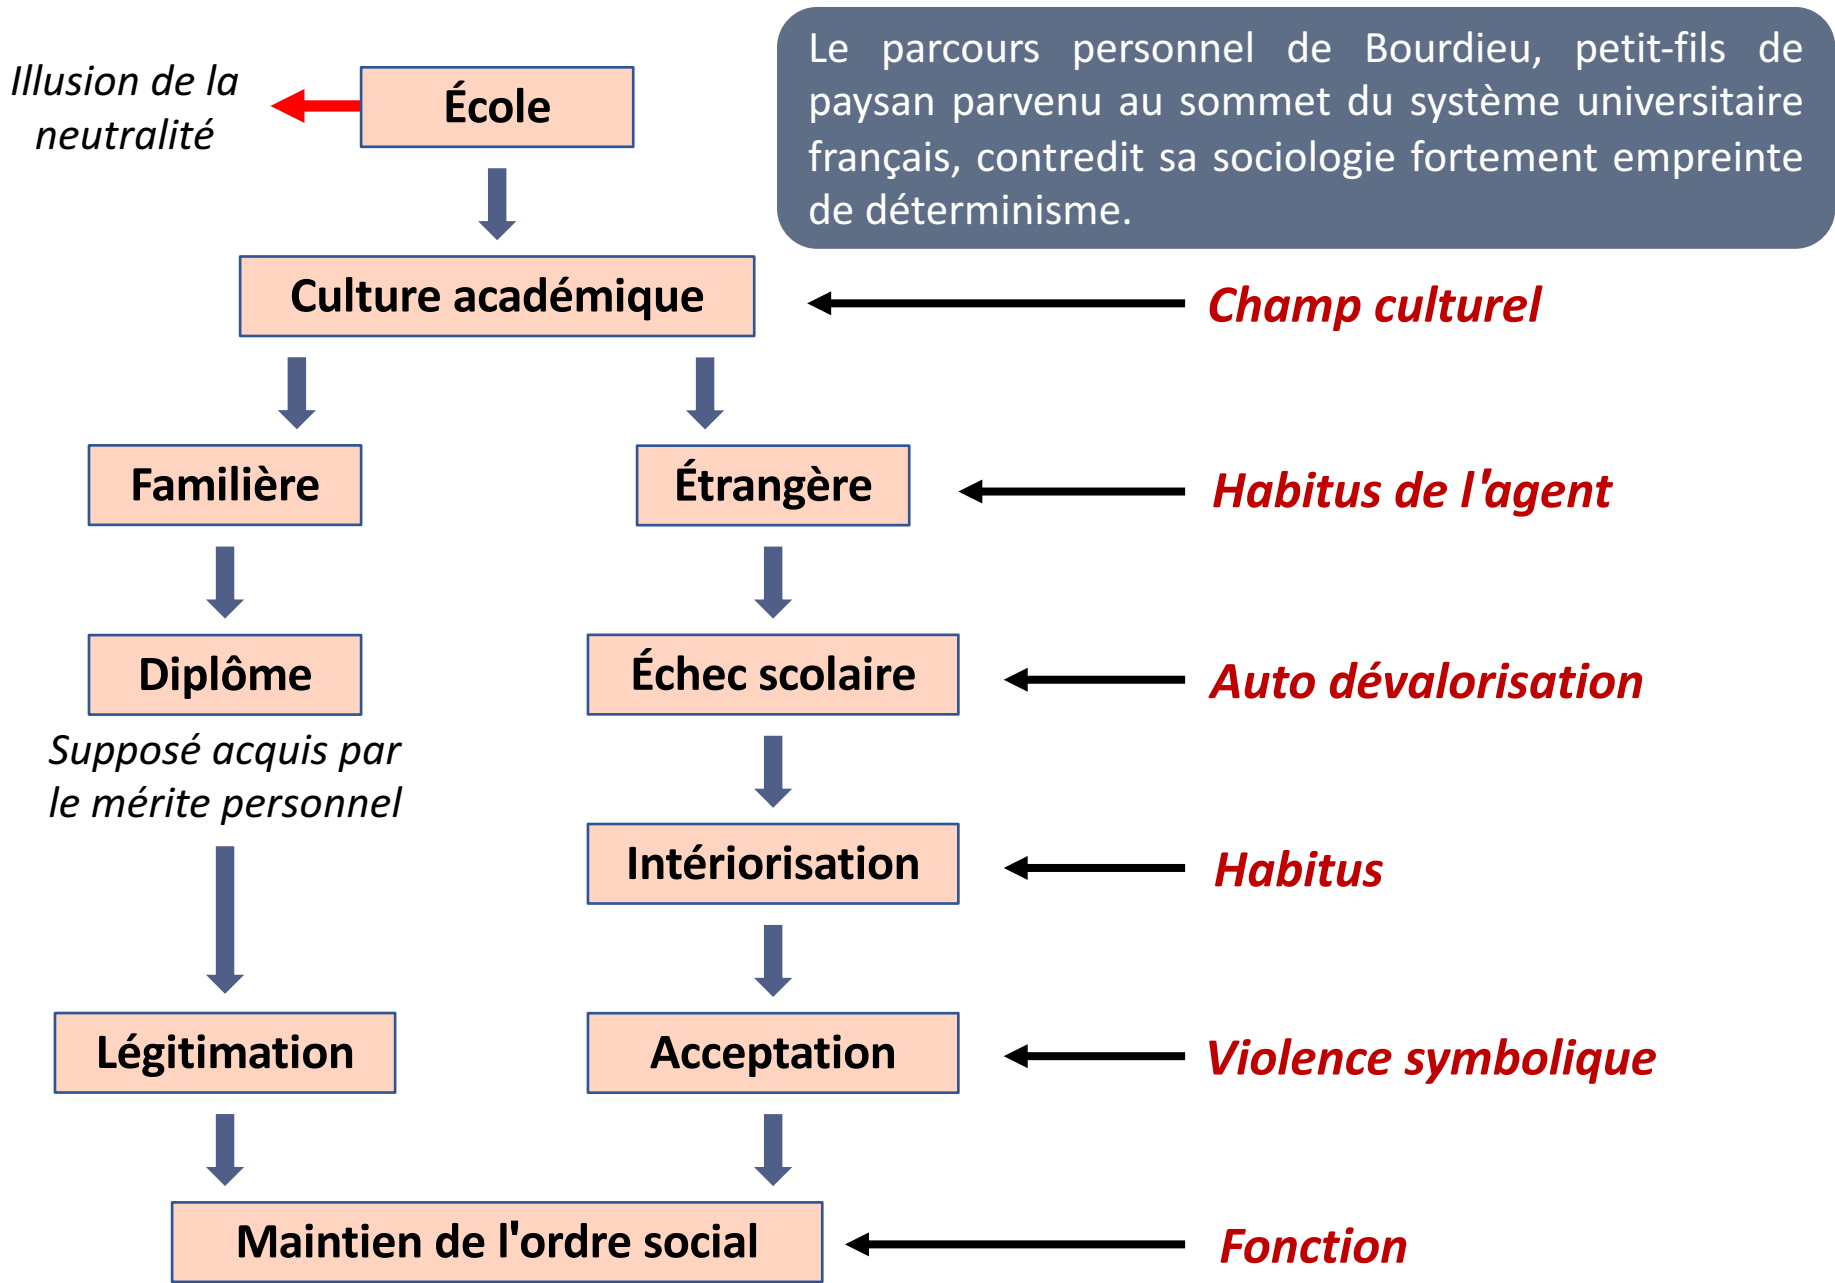 Illusion de la
neutralité
École
Le parcours personnel de Bourdieu, petit-fils de
paysan parvenu au sommet du système universitaire
français, contredit sa sociologie fortement empreinte
de déterminisme.
Culture académique
Champ culturel
Familière
Étrangère
Habitus de l'agent
Diplôme
Échec scolaire
Auto dévalorisation
Supposé acquis par
le mérite personnel
Intériorisation
Habitus
Légitimation
Acceptation
Violence symbolique
Maintien de l'ordre social
Fonction